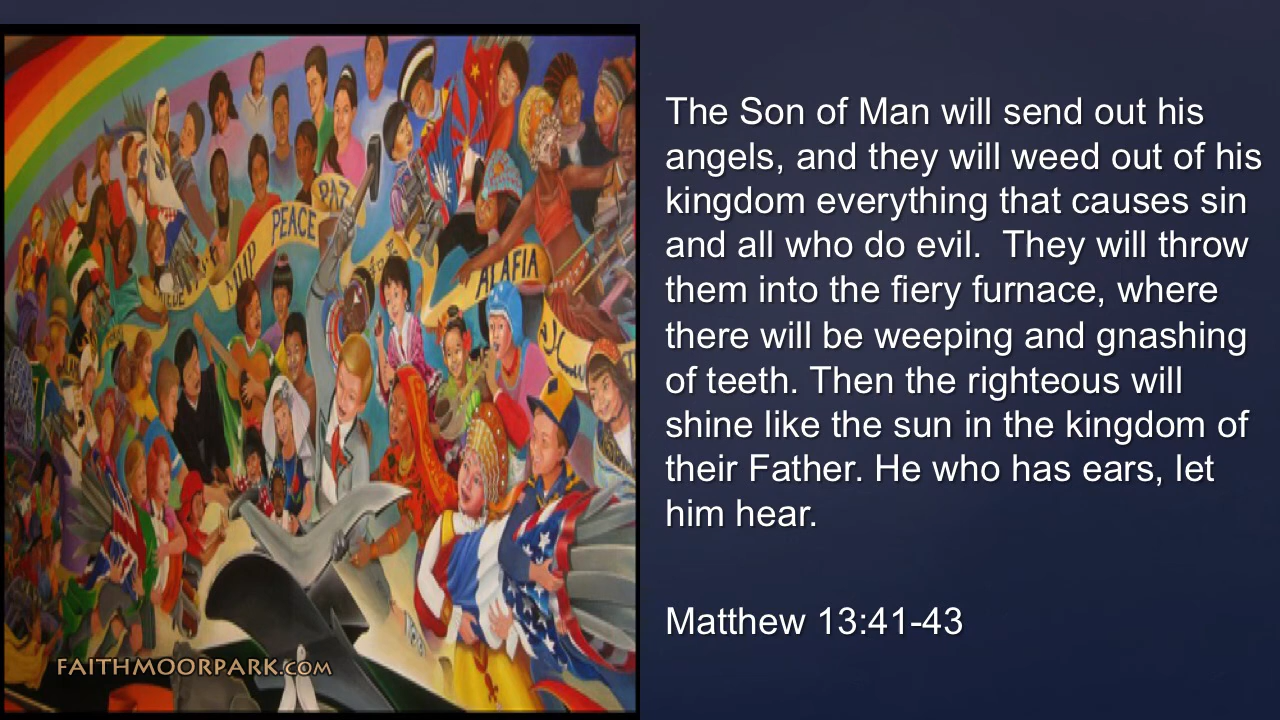 PAZ
PEACE
MIR
ALAFIA
FAITHMOORPARK.COM
The Son of Man will send out his
angels, and they will weed out of his
kingdom everything that causes sin
and all who do evil.  They will throw
them into the fiery furnace, where
there will be weeping and gnashing
of teeth. Then the righteous will
shine like the sun in the kingdom of
their Father. He who has ears, let
him hear.
Matthew 13:41-43